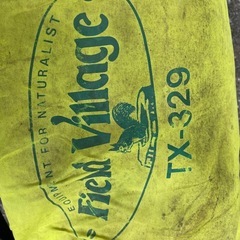 EQUIPMENT FOR NATURALIST
Field Village
TX-329